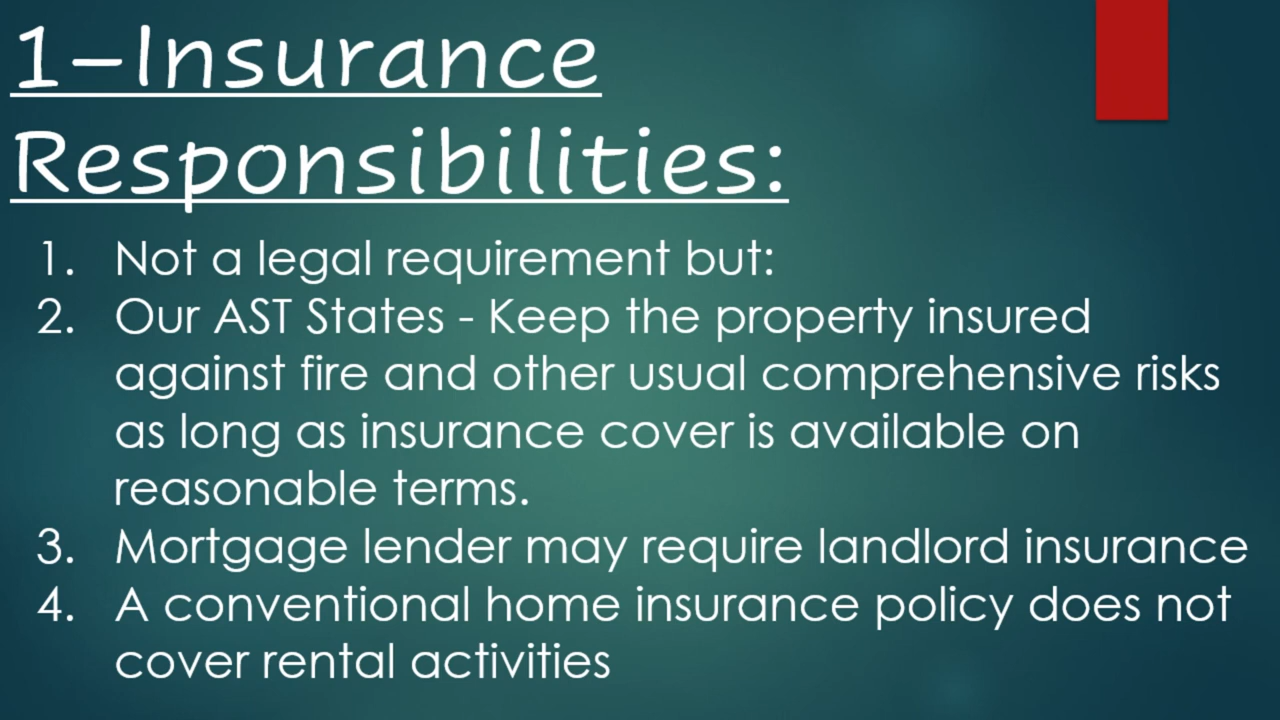 1–Insurance
Responsibilities:
1. Not a legal requirement but:
2. Our AST States - Keep the property insured
against fire and other usual comprehensive risks
as long as insurance cover is available on
reasonable terms.
3. Mortgage lender may require landlord insurance
4. A conventional home insurance policy does not
cover rental activities